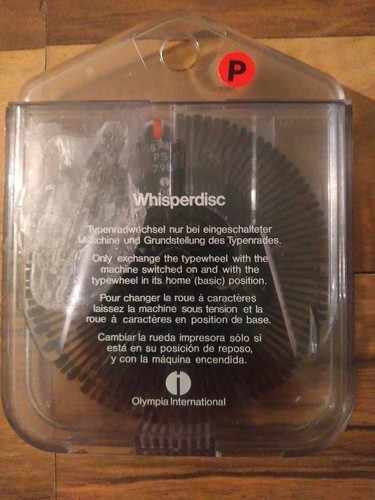 P
PS
Whisperdisc
Typenradwechsel nur bei eingeschalteter
Maschine und Grundstellung des Typenrades.
Only exchange the typewheel with the
machine switched on and with the
typewheel in its home (basic) position.
Pour changer la roue à caractères
laissez la machine sous tension et la
roue á caractères en position de base.
Cambiar la rueda impresora sólo si
está en su posición de reposo,
y con la máquina encendida.
Olympia International